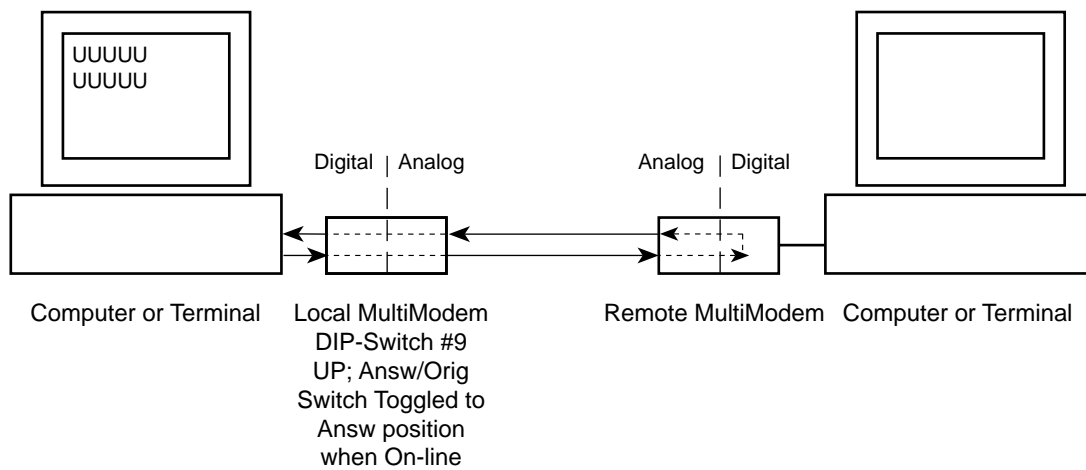 UUUUU
UUUUU
Digital Analog
Analog Digital
Computer or Terminal
Local MultiModem
DIP-Switch #9
UP; Answ/Orig
Switch Toggled to
Answ position
when On-line
Remote MultiModem
Computer or Terminal